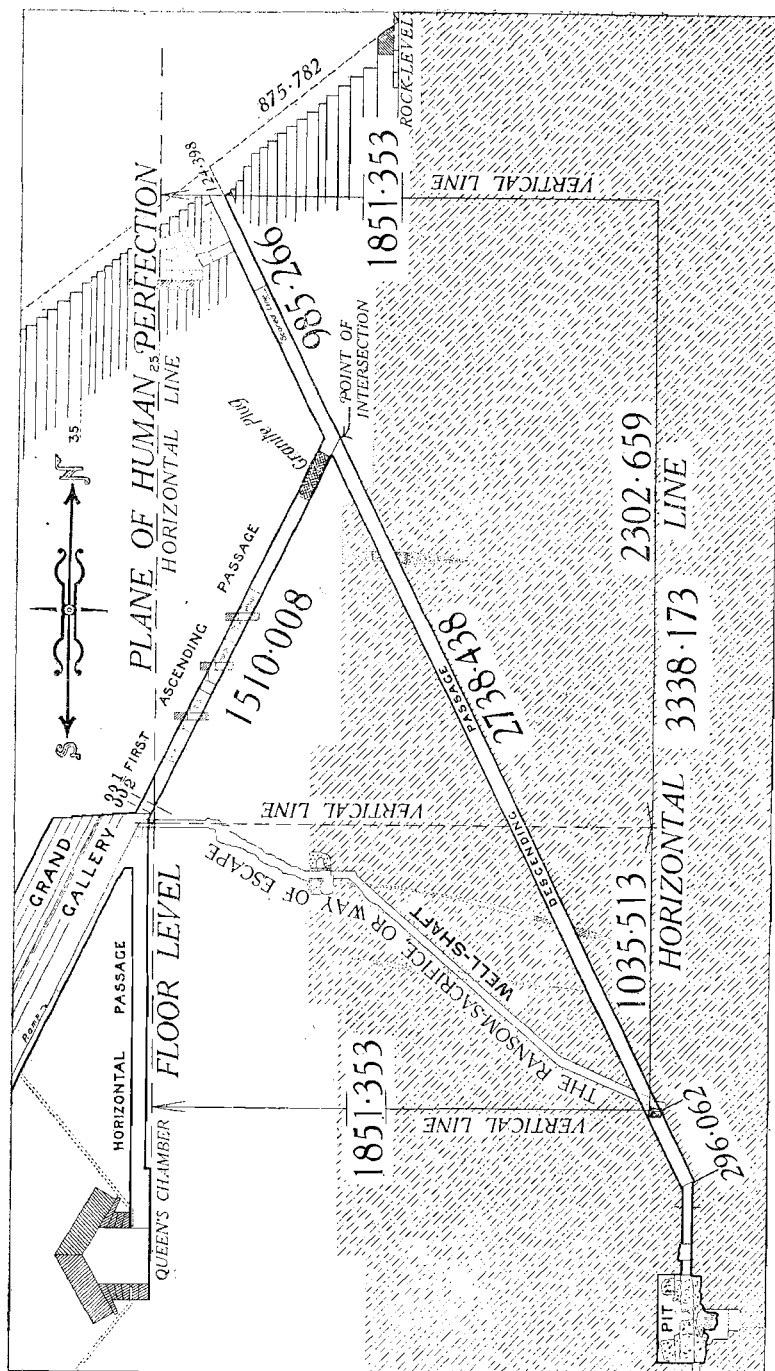 875·782
ROCK-LEVEL
124·398
PLANE OF HUMAN PERFECTION
25
HORIZONTAL LINE
35
N
S
VERTICAL LINE
1851·353
985·266
Scored Line
POINT OF
INTERSECTION
Granite Plug
FIRST ASCENDING PASSAGE
1510·008
GRAND
GALLERY
Ramp
HORIZONTAL PASSAGE
QUEEN'S CHAMBER
FLOOR LEVEL
VERTICAL LINE
THE RANSOM-SACRIFICE, OR WAY OF ESCAPE
WELL-SHAFT
DESCENDING PASSAGE
2738·438
1851·353
VERTICAL LINE
1035·513
2302·659
HORIZONTAL LINE
3338·173
296·062
PIT